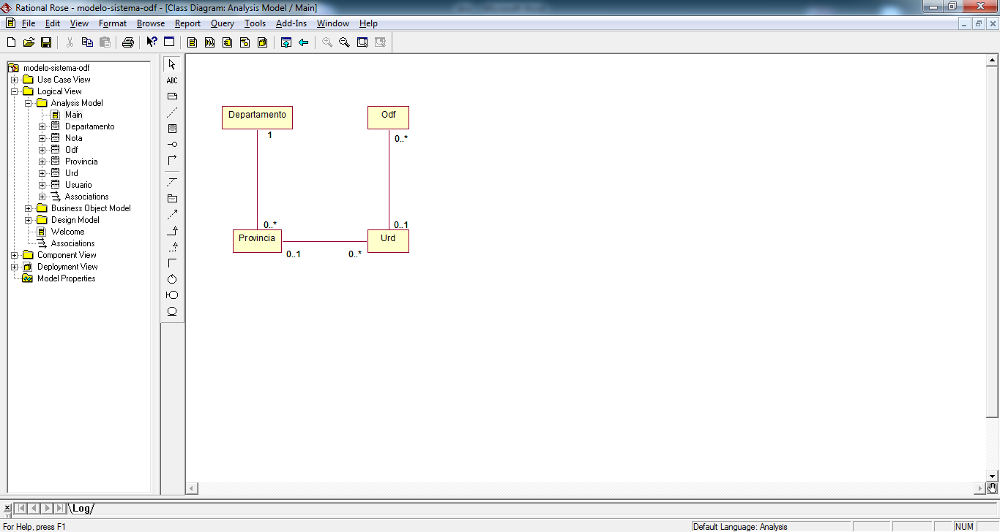 Rational Rose - modelo-sistema-odf - [Class Diagram: Analysis Model / Main]
File Edit View Format Browse Report Query Tools Add-Ins Window Help
modelo-sistema-odf
Use Case View
Logical View
Analysis Model
Main
Departamento
Nota
Odf
Provincia
Urd
Usuario
Associations
Business Object Model
Design Model
Welcome
Associations
Component View
Deployment View
Model Properties
ABC
Departamento
Odf
1
0..*
0..*
0..1
Provincia
Urd
0..1
0..*
\Log/
For Help, press F1
Default Language: Analysis
NUM